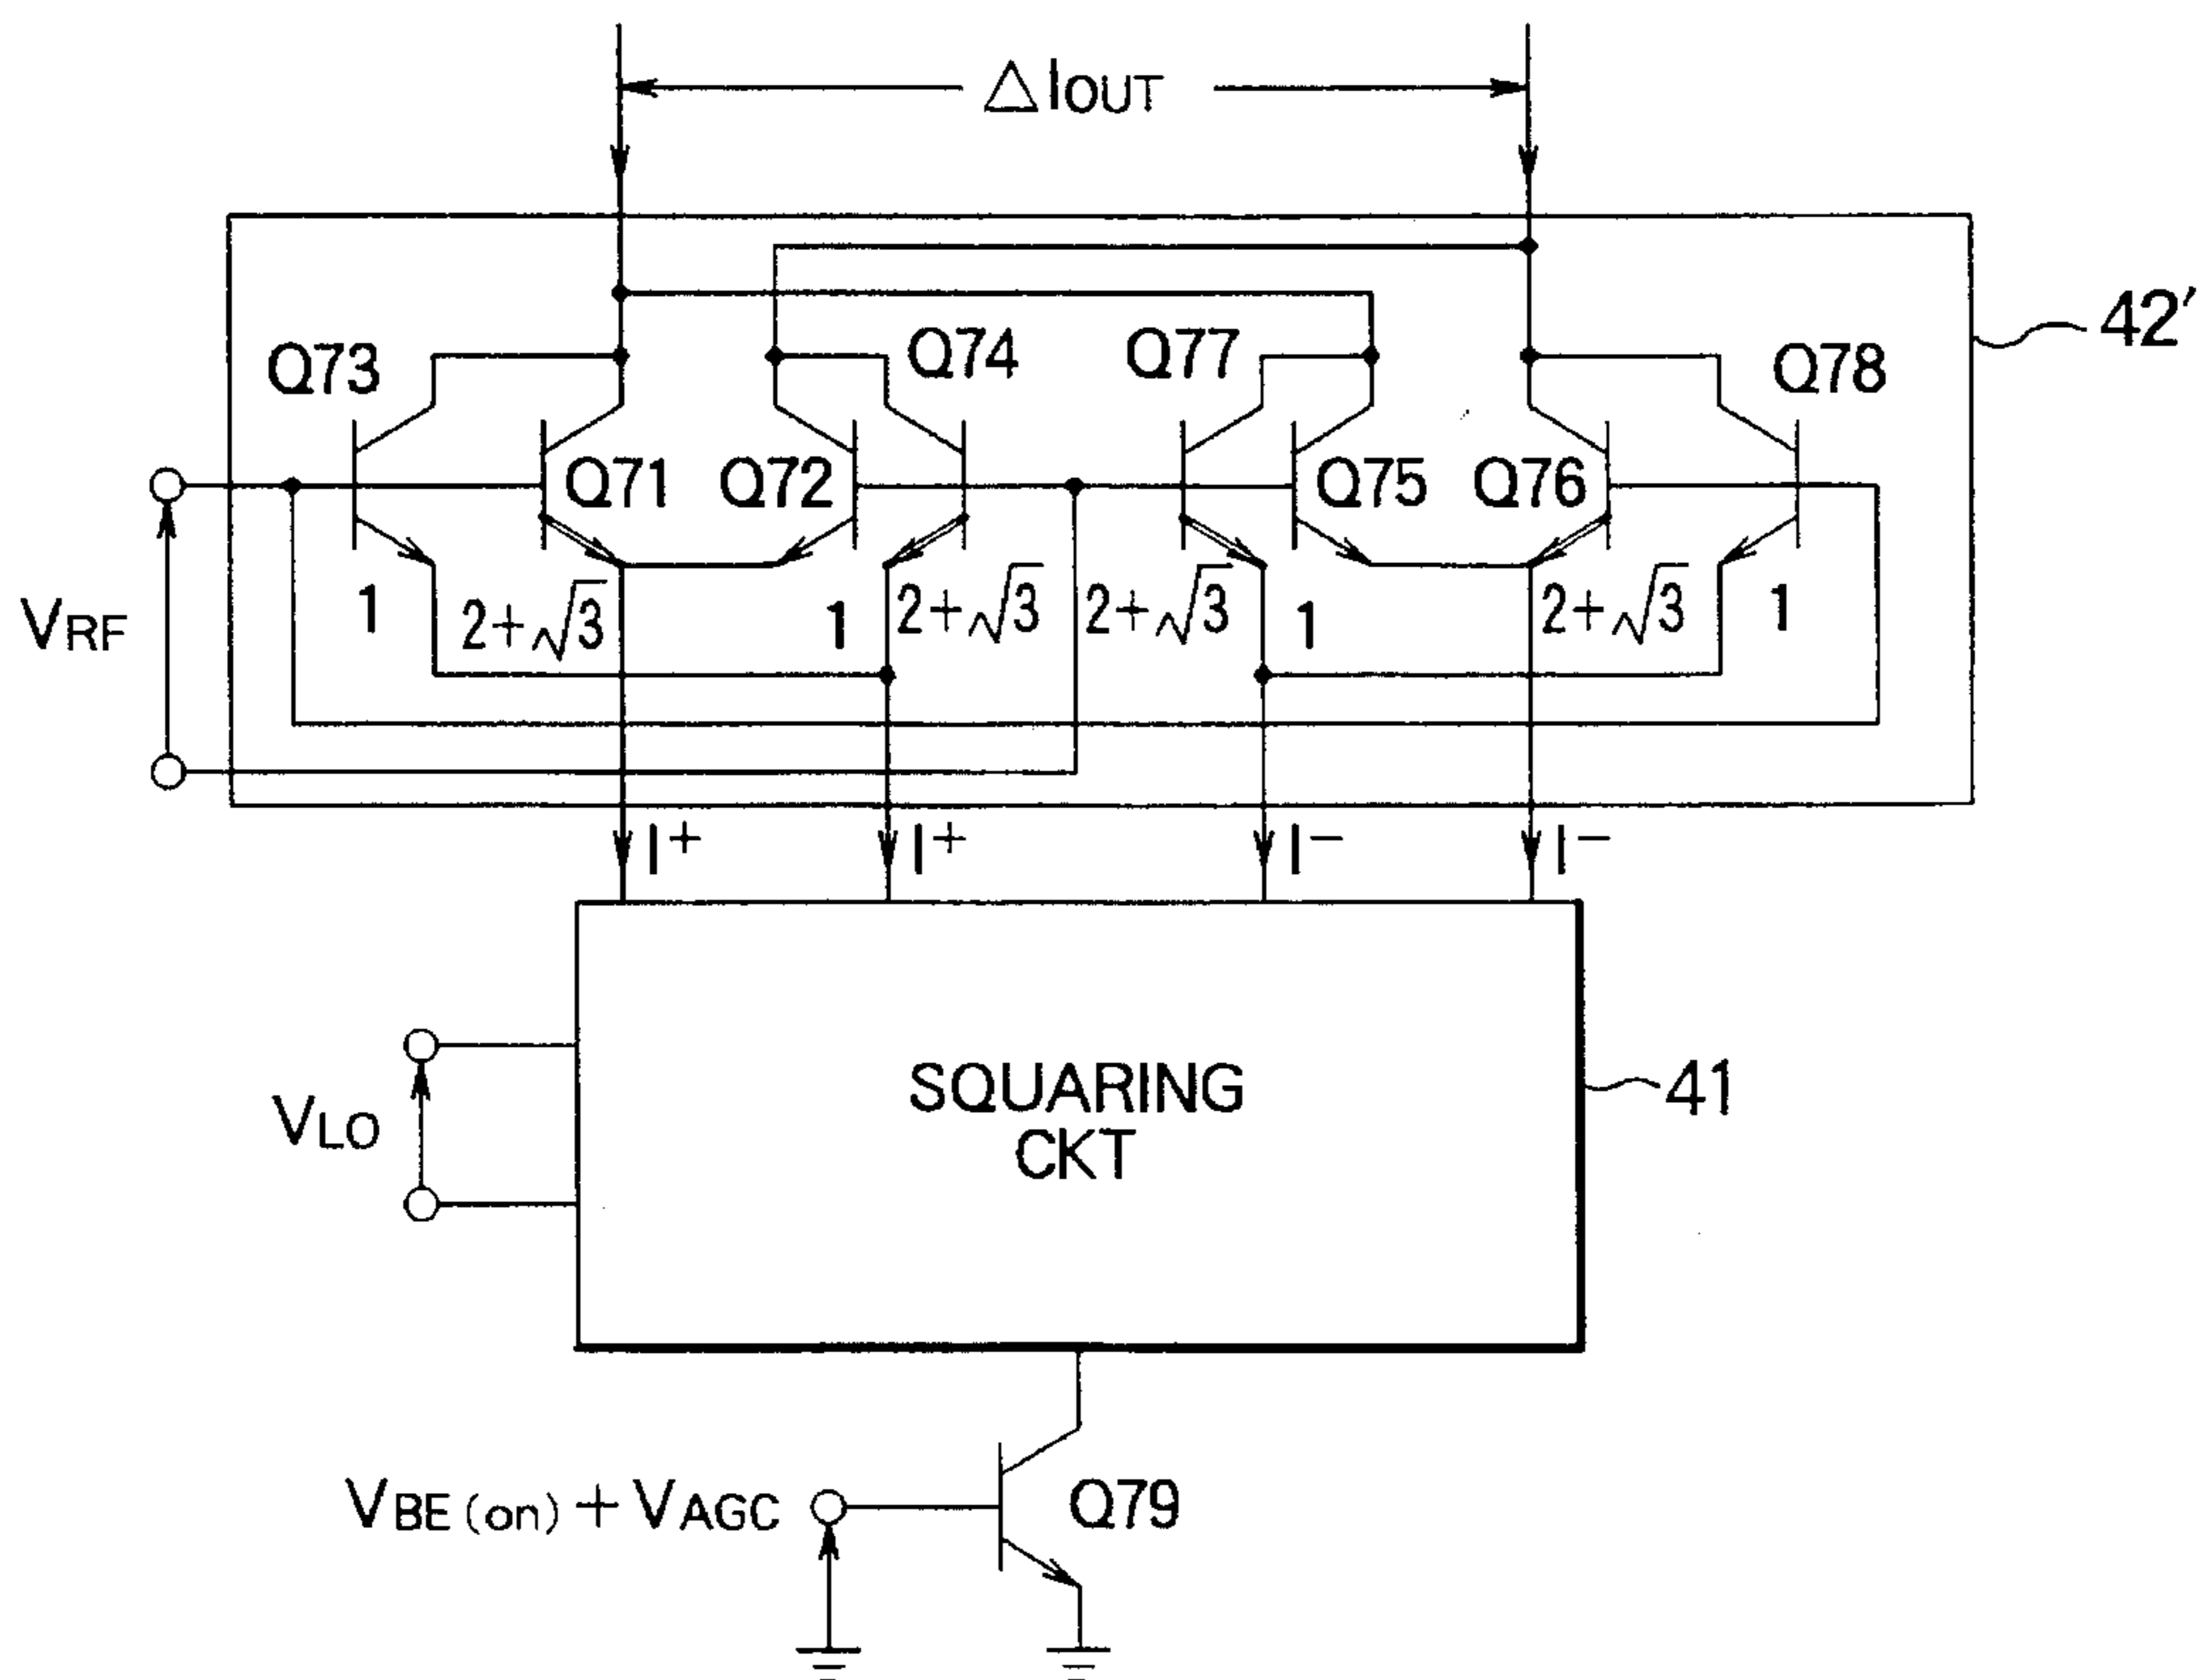 △IOUT
42'
Q73
Q74
Q77
Q78
Q71
Q72
Q75
Q76
VRF
1
2+√3
1
2+√3
2+√3
1
2+√3
1
I+
I+
I−
I−
VLO
SQUARING
CKT
41
VBE (on) + VAGC
Q79